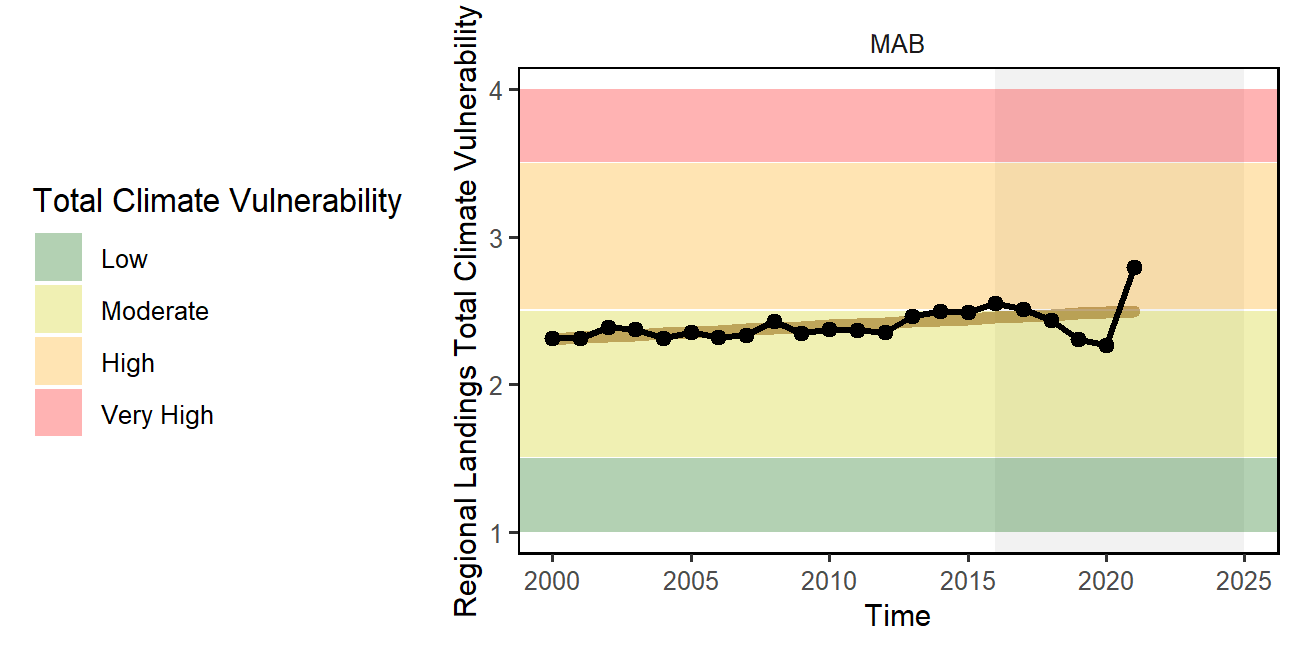 MAB
Total Climate Vulnerability
Low
Moderate
High
Very High
Regional Landings Total Climate Vulnerability
4
3
2
1
2000 2005 2010 2015 2020 2025
Time